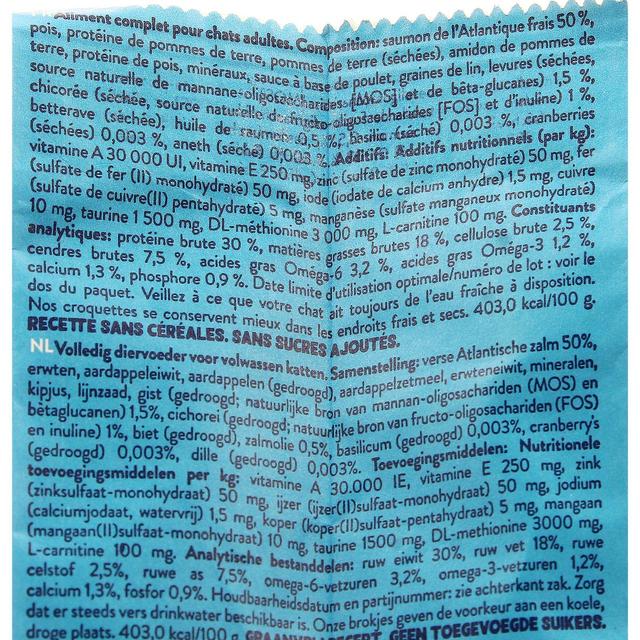 Aliment complet pour chats adultes. Composition: saumon de l'Atlantique frais 50 %,
pois, protéine de pommes de terre, pommes de terre (séchées), amidon de pommes de
terre, protéine de pois, minéraux, sauce à base de poulet, graines de lin, levures (séchées,
source naturelle de mannane-oligosaccharides [MOS] et de bêta-glucanes) 1,5 %,
chicorée (séchée, source naturelle de fructo-oligosaccharides [FOS] et d'inuline) 1 %,
betterave (séchée), huile de saumon 0,5 %, basilic (séché) 0,003 %, cranberries
(séchées) 0,003 %, aneth (séché) 0,003 %. Additifs: Additifs nutritionnels (par kg):
vitamine A 30 000 UI, vitamine E 250 mg, zinc (sulfate de zinc monohydraté) 50 mg, fer
(sulfate de fer (II) monohydraté) 50 mg, iode (iodate de calcium anhydre) 1,5 mg, cuivre
(sulfate de cuivre(II) pentahydraté) 5 mg, manganèse (sulfate manganeux monohydraté)
10 mg, taurine 1 500 mg, DL-méthionine 3 000 mg, L-carnitine 100 mg. Constituants
analytiques: protéine brute 30 %, matières grasses brutes 18 %, cellulose brute 2,5 %,
cendres brutes 7,5 %, acides gras Oméga-6 3,2 %, acides gras Oméga-3 1,2 %,
calcium 1,3 %, phosphore 0,9 %. Date limite d'utilisation optimale/numéro de lot : voir le
dos du paquet. Veillez à ce que votre chat ait toujours de l'eau fraîche à disposition.
Nos croquettes se conservent mieux dans les endroits frais et secs. 403,0 kcal/100 g.
RECETTE SANS CÉRÉALES. SANS SUCRES AJOUTÉS.
NL Volledig diervoeder voor volwassen katten. Samenstelling: verse Atlantische zalm 50%,
erwten, aardappeleiwit, aardappelen (gedroogd), aardappelzetmeel, erwteneiwit, mineralen,
kipjus, lijnzaad, gist (gedroogd; natuurlijke bron van mannan-oligosachariden (MOS) en
bètaglucanen) 1,5%, cichorei (gedroogd; natuurlijke bron van fructo-oligosachariden (FOS)
en inuline) 1%, biet (gedroogd), zalmolie 0,5%, basilicum (gedroogd) 0,003%, cranberry's
(gedroogd) 0,003%, dille (gedroogd) 0,003%. Toevoegingsmiddelen: Nutritionele
toevoegingsmiddelen per kg: vitamine A 30.000 IE, vitamine E 250 mg, zink
(zinksulfaat-monohydraat) 50 mg, ijzer (ijzer(II)sulfaat-monohydraat) 50 mg, jodium
(calciumjodaat, watervrij) 1,5 mg, koper (koper(II)sulfaat-pentahydraat) 5 mg, mangaan
(mangaan(II)sulfaat-monohydraat) 10 mg, taurine 1500 mg, DL-methionine 3000 mg,
L-carnitine 100 mg. Analytische bestanddelen: ruw eiwit 30%, ruw vet 18%, ruwe
celstof 2,5%, ruwe as 7,5%, omega-6-vetzuren 3,2%, omega-3-vetzuren 1,2%,
calcium 1,3%, fosfor 0,9%. Houdbaarheidsdatum en partijnummer: zie achterkant zak. Zorg
dat er steeds vers drinkwater beschikbaar is. Onze brokjes geven de voorkeur aan een koele,
droge plaats. 403,0 kcal/100 g. GRAANVRIJ RECEPT. GEEN TOEGEVOEGDE SUIKERS.